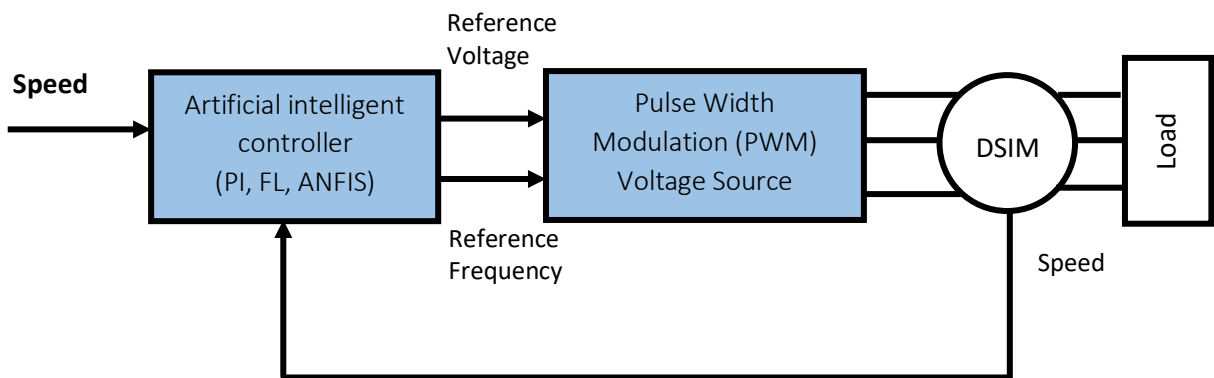 Speed
Artificial intelligent
controller
(PI, FL, ANFIS)
Reference
Voltage
Reference
Frequency
Pulse Width
Modulation (PWM)
Voltage Source
DSIM
Load
Speed